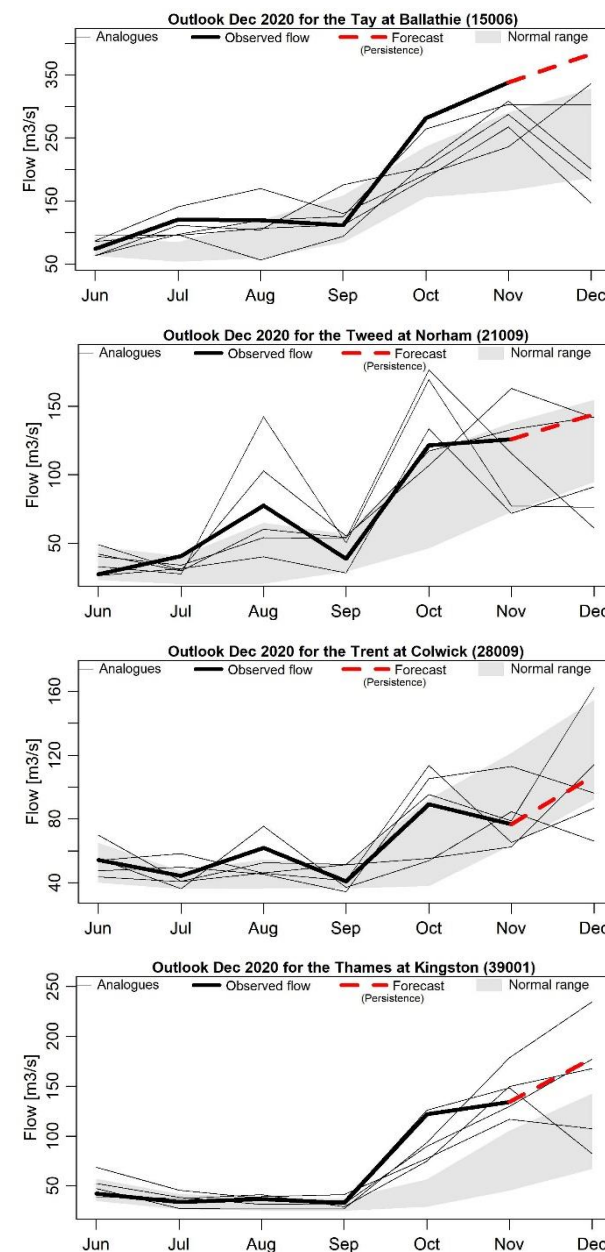 Outlook Dec 2020 for the Tay at Ballathie (15006)
Analogues Observed flow Forecast Normal range
(Persistence)
Flow [m3/s]
350
250
150
50
Jun Jul Aug Sep Oct Nov Dec
Outlook Dec 2020 for the Tweed at Norham (21009)
Analogues Observed flow Forecast Normal range
(Persistence)
Flow [m3/s]
150
100
50
Jun Jul Aug Sep Oct Nov Dec
Outlook Dec 2020 for the Trent at Colwick (28009)
Analogues Observed flow Forecast Normal range
(Persistence)
Flow [m3/s]
160
120
80
40
Jun Jul Aug Sep Oct Nov Dec
Outlook Dec 2020 for the Thames at Kingston (39001)
Analogues Observed flow Forecast Normal range
(Persistence)
Flow [m3/s]
250
200
150
100
50
Jun Jul Aug Sep Oct Nov Dec